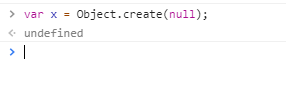 > var x = Object.create(null);
<· undefined
>